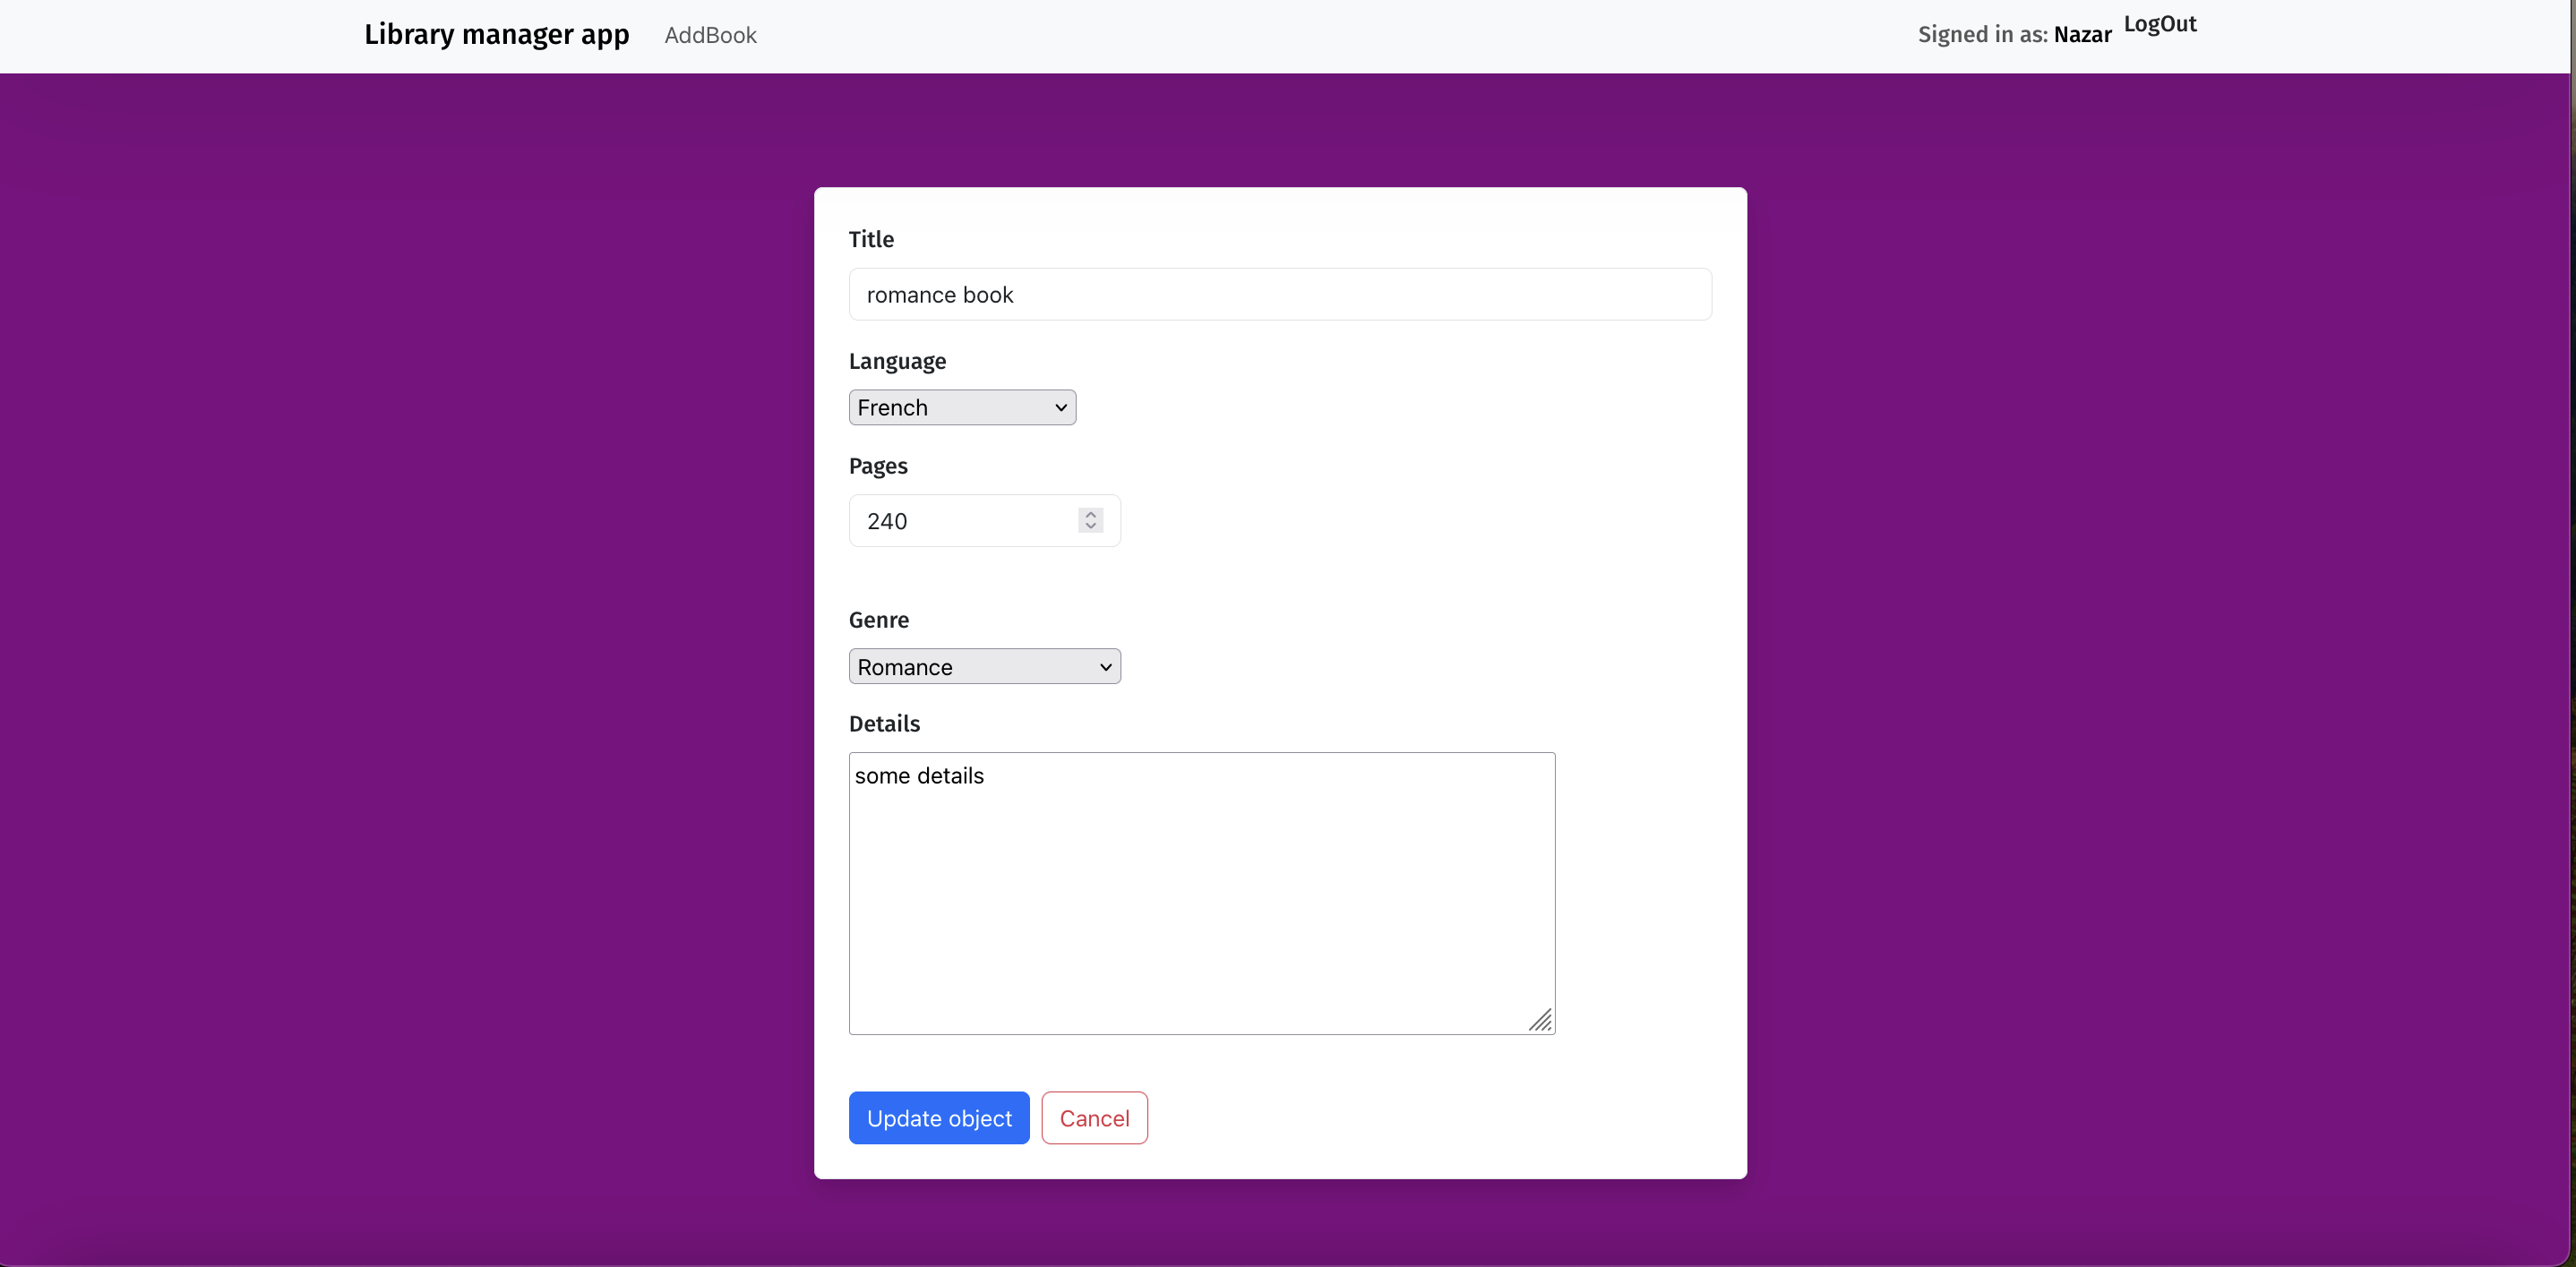 Library manager app AddBook Signed in as: Nazar LogOut
Title
romance book
Language
French
Pages
240
Genre
Romance
Details
some details
Update object Cancel